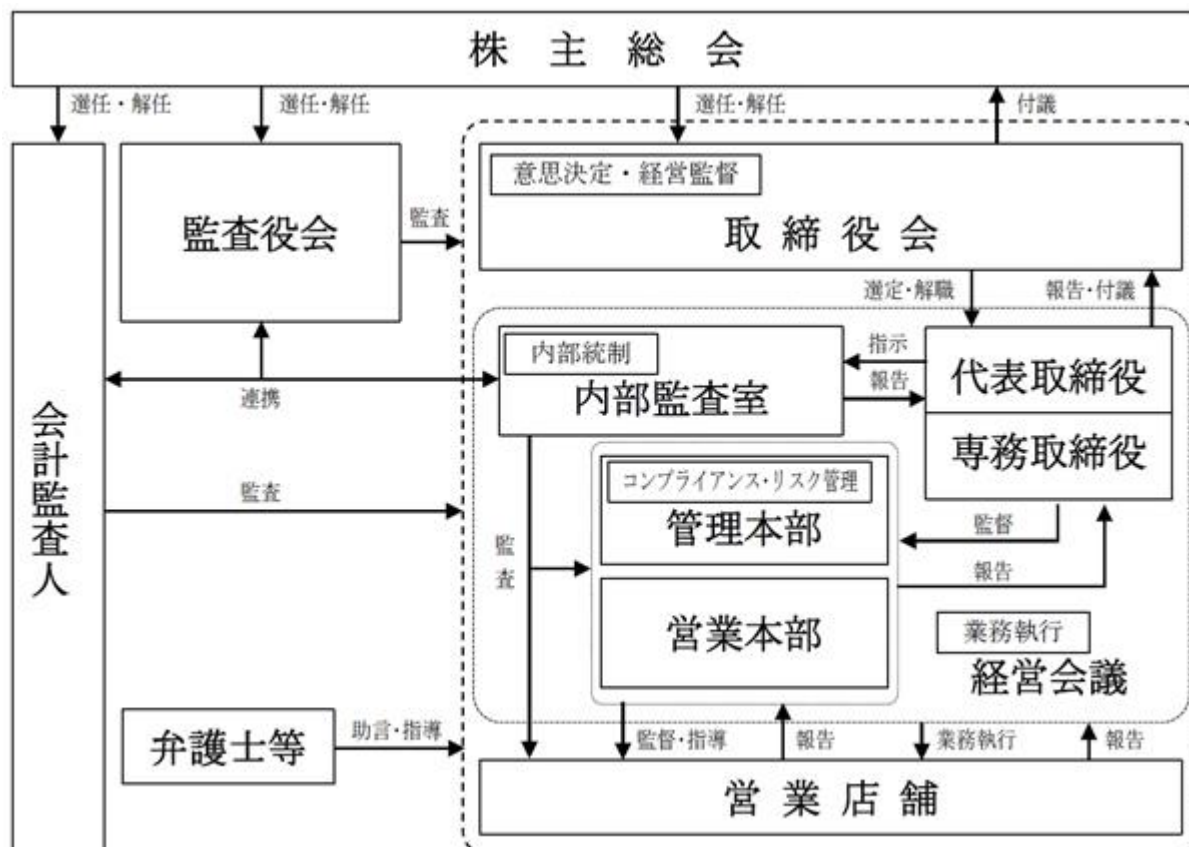 株主総会
選任・解任
選任・解任
選任・解任
付議
監査役会
監査
意思決定・経営監督
取締役会
選定・解職
報告・付議
内部統制
内部監査室
指示
報告
代表取締役
専務取締役
連携
会計監査人
監査
コンプライアンス・リスク管理
管理本部
監督
監査
報告
営業本部
業務執行
経営会議
弁護士等
助言・指導
監督・指導
報告
業務執行
報告
営業店舗